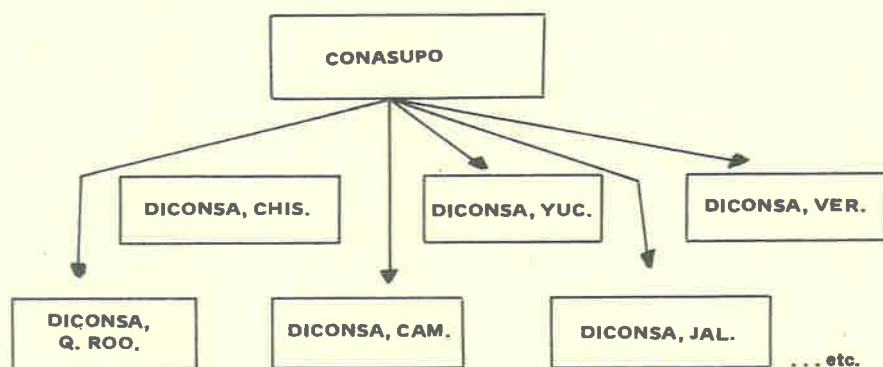 CONASUPO
DICONSA, CHIS.
DICONSA, YUC.
DICONSA, VER.
DICONSA,
Q. ROO.
DICONSA, CAM.
DICONSA, JAL.
... etc.